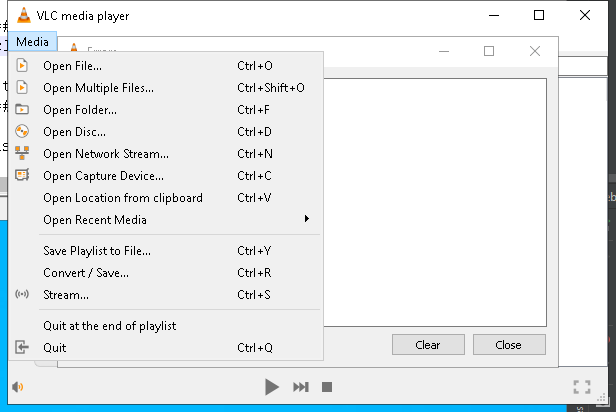 VLC media player
Media
Open File... Ctrl+O
Open Multiple Files... Ctrl+Shift+O
Open Folder... Ctrl+F
Open Disc... Ctrl+D
Open Network Stream... Ctrl+N
Open Capture Device... Ctrl+C
Open Location from clipboard Ctrl+V
Open Recent Media
Save Playlist to File... Ctrl+Y
Convert / Save... Ctrl+R
Stream... Ctrl+S
Quit at the end of playlist
Quit Ctrl+Q
Clear Close